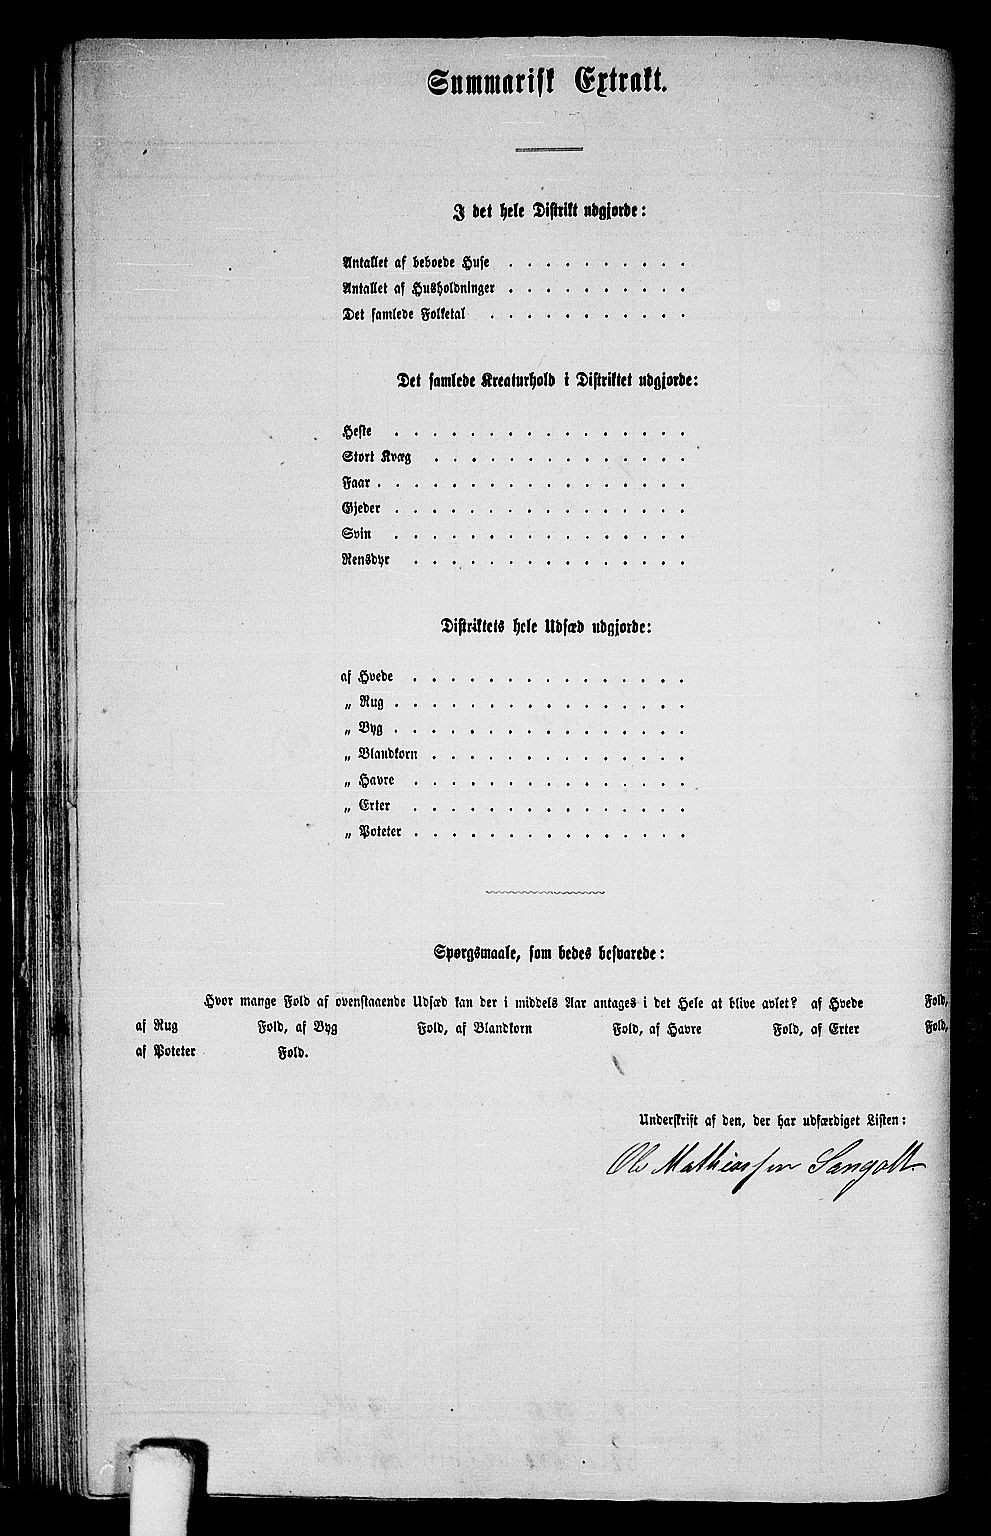 Summarisk Extrakt.
I det hele Distrikt udgjorde:
Antallet af beboede Huse . . . . . . . . . .
Antallet af Husholdninger . . . . . . . . . .
Det samlede Folketal . . . . . . . . . . .
Det samlede Kreaturhold i Distriktet udgjorde:
Heste . . . . . . . . . . . . . . . .
Stort Kvæg . . . . . . . . . . . . . .
Faar . . . . . . . . . . . . . . . . .
Gjeder . . . . . . . . . . . . . . . .
Svin . . . . . . . . . . . . . . . .
Rensdyr . . . . . . . . . . . . . . .
Distriktets hele Udsæd udgjorde:
af Hvede . . . . . . . . . . . . . . .
„ Rug . . . . . . . . . . . . . . . .
„ Byg . . . . . . . . . . . . . . . .
„ Blandkorn . . . . . . . . . . . . . .
„ Havre . . . . . . . . . . . . . . .
„ Erter . . . . . . . . . . . . . . .
„ Poteter . . . . . . . . . . . . . . .
Spørgsmaale, som bedes besvarede:
Hvor mange Fold af ovenstaaende Udsæd kan der i middels Aar antages i det Hele at blive avlet? af Hvede Fold,
af Rug Fold, af Byg Fold, af Blandkorn Fold, af Havre Fold, af Erter Fold,
af Poteter Fold.
Underskrift af den, der har udfærdiget Listen:
Ole Mathiassen Sangolt